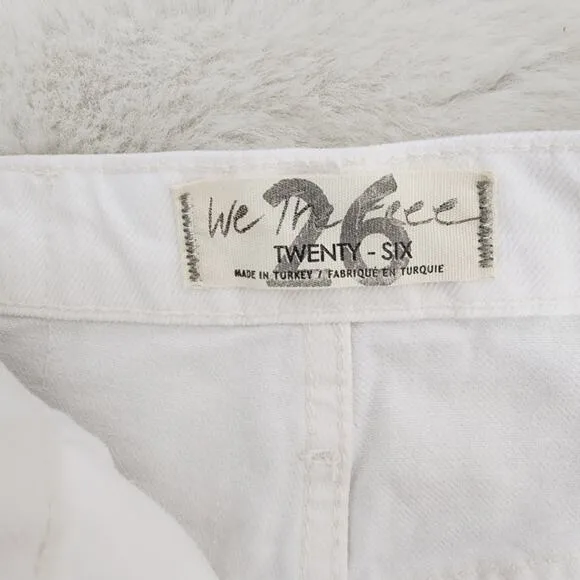 26
We The Free
TWENTY - SIX
MADE IN TURKEY / FABRIQUÉ EN TURQUIE